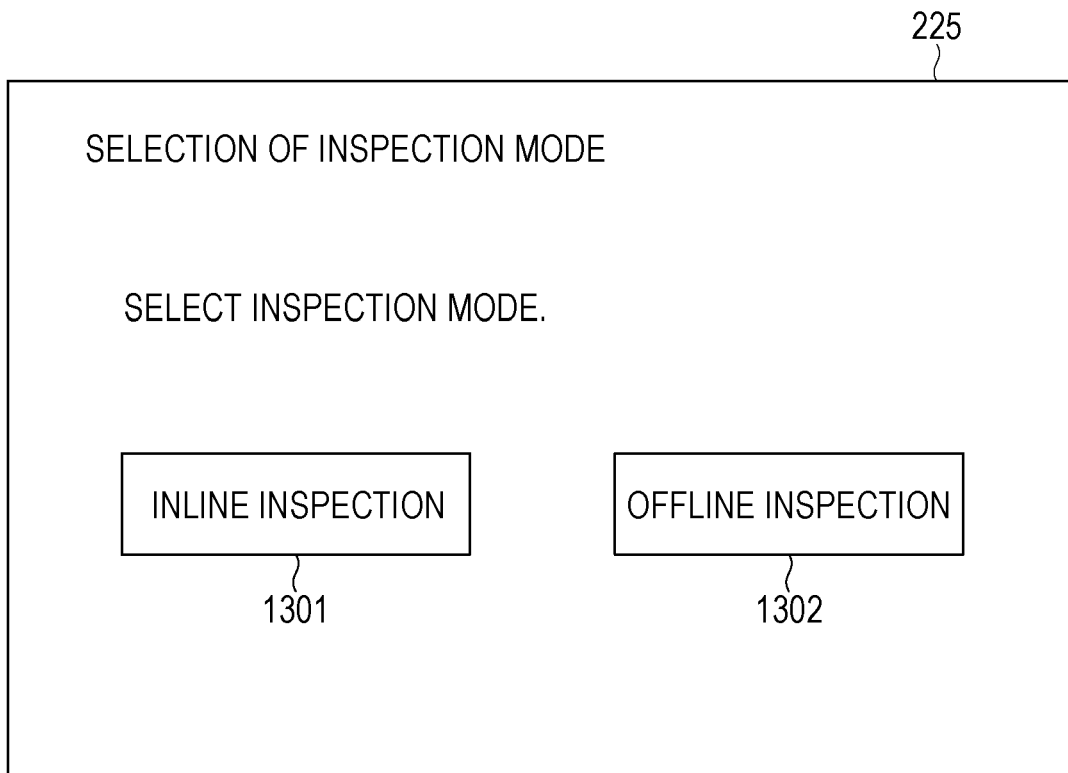 225
SELECTION OF INSPECTION MODE
SELECT INSPECTION MODE.
INLINE INSPECTION
OFFLINE INSPECTION
1301
1302